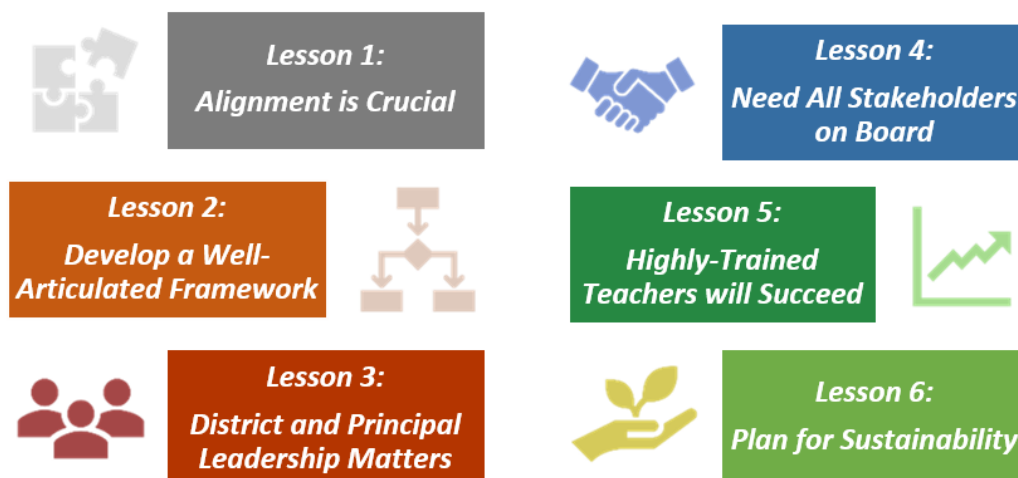 Lesson 1:
Alignment is Crucial
Lesson 2:
Develop a Well-
Articulated Framework
Lesson 3:
District and Principal
Leadership Matters
Lesson 4:
Need All Stakeholders
on Board
Lesson 5:
Highly-Trained
Teachers will Succeed
Lesson 6:
Plan for Sustainability